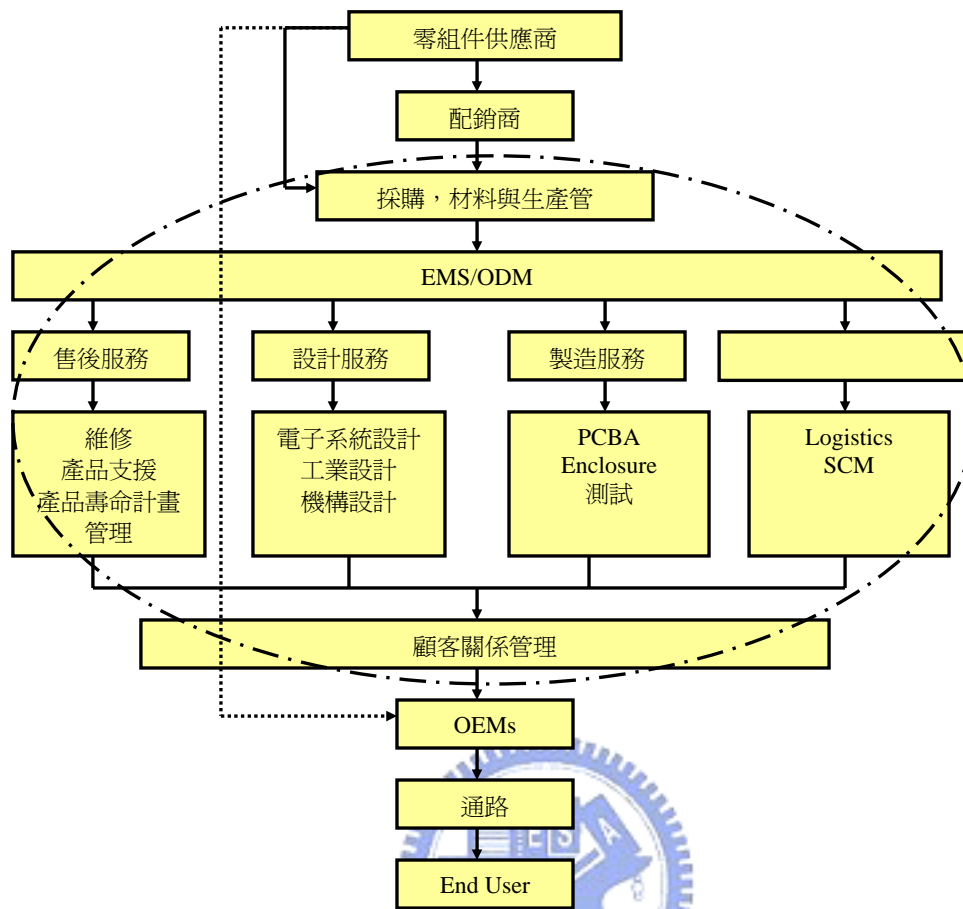 零組件供應商
配銷商
採購，材料與生產管
EMS/ODM
售後服務
設計服務
製造服務
維修
產品支援
產品壽命計畫
管理
電子系統設計
工業設計
機構設計
PCBA
Enclosure
測試
Logistics
SCM
顧客關係管理
OEMs
通路
End User